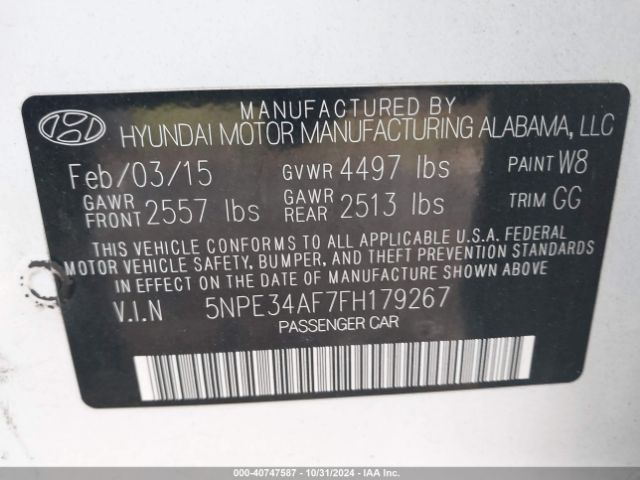 MANUFACTURED BY
HYUNDAI MOTOR MANUFACTURING ALABAMA, LLC
Feb/03/15 GVWR 4497 lbs PAINT W8
GAWR FRONT 2557 lbs GAWR REAR 2513 lbs TRIM GG
THIS VEHICLE CONFORMS TO ALL APPLICABLE U.S.A. FEDERAL
MOTOR VEHICLE SAFETY, BUMPER, AND THEFT PREVENTION STANDARDS
IN EFFECT ON THE DATE OF MANUFACTURE SHOWN ABOVE.
V.I.N 5NPE34AF7FH179267
PASSENGER CAR
000-40747587 - 10/31/2024 - IAA Inc.